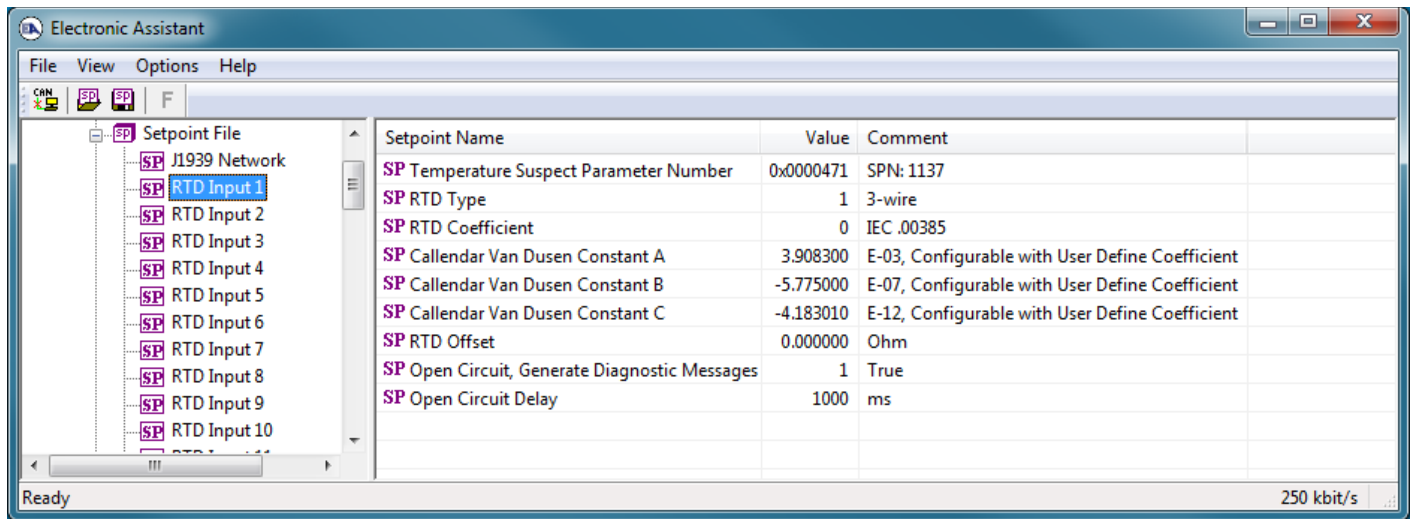 EA Electronic Assistant
File View Options Help
CAN SP SP F
SP Setpoint File
SP J1939 Network
SP RTD Input 1
SP RTD Input 2
SP RTD Input 3
SP RTD Input 4
SP RTD Input 5
SP RTD Input 6
SP RTD Input 7
SP RTD Input 8
SP RTD Input 9
SP RTD Input 10
Setpoint Name Value Comment
SP Temperature Suspect Parameter Number 0x0000471 SPN: 1137
SP RTD Type 1 3-wire
SP RTD Coefficient 0 IEC .00385
SP Callendar Van Dusen Constant A 3.908300 E-03, Configurable with User Define Coefficient
SP Callendar Van Dusen Constant B -5.775000 E-07, Configurable with User Define Coefficient
SP Callendar Van Dusen Constant C -4.183010 E-12, Configurable with User Define Coefficient
SP RTD Offset 0.000000 Ohm
SP Open Circuit, Generate Diagnostic Messages 1 True
SP Open Circuit Delay 1000 ms
Ready 250 kbit/s